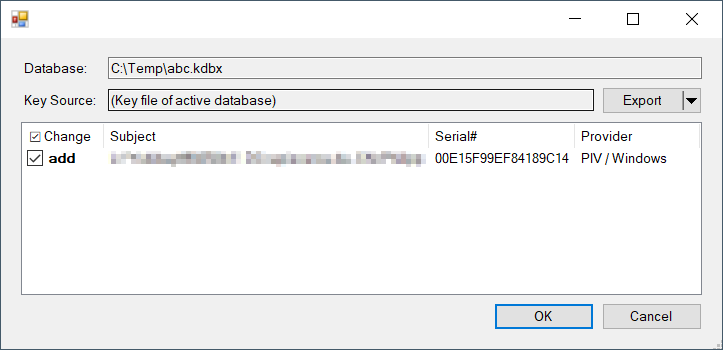 Database: C:\Temp\abc.kdbx
Key Source: (Key file of active database) Export
Change Subject Serial# Provider
add 00E15F99EF84189C14 PIV / Windows
OK Cancel